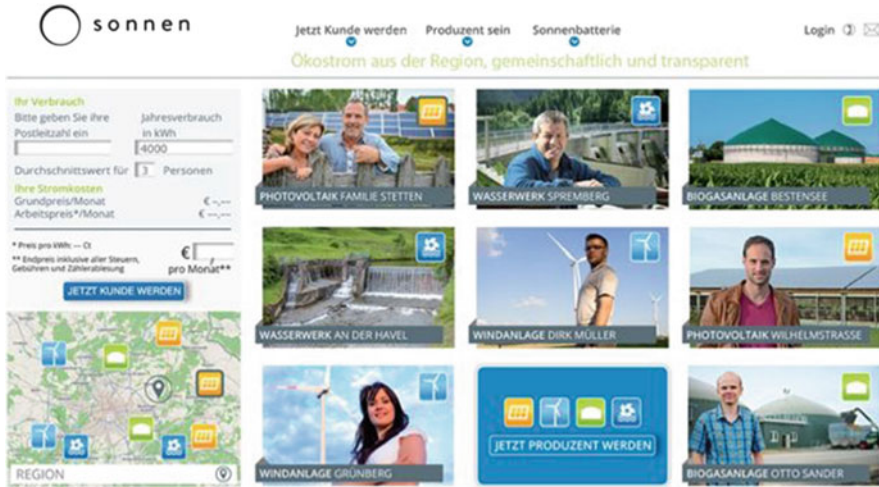 sonnen
Jetzt Kunde werden Produzent sein Sonnenbatterie
Login
Ökostrom aus der Region, gemeinschaftlich und transparent
Ihr Verbrauch
Bitte geben Sie ihre Jahresverbrauch
Postleitzahl ein in kWh
4000
Durchschnittswert für 3 Personen
Ihre Stromkosten
Grundpreis/Monat € -,--
Arbeitspreis*/Monat € ---,--
* Preis pro kWh: --- Ct
** Endpreis inklusive aller Steuern,
Gebühren und Zählerablesung
€ ,
pro Monat**
JETZT KUNDE WERDEN
REGION
PHOTOVOLTAIK FAMILIE STETTEN
WASSERWERK SPREMBERG
BIOGASANLAGE BESTENSEE
WASSERWERK AN DER HAVEL
WINDANLAGE DIRK MÜLLER
PHOTOVOLTAIK WILHELMSTRASSE
WINDANLAGE GRÜNBERG
JETZT PRODUZENT WERDEN
BIOGASANLAGE OTTO SANDER